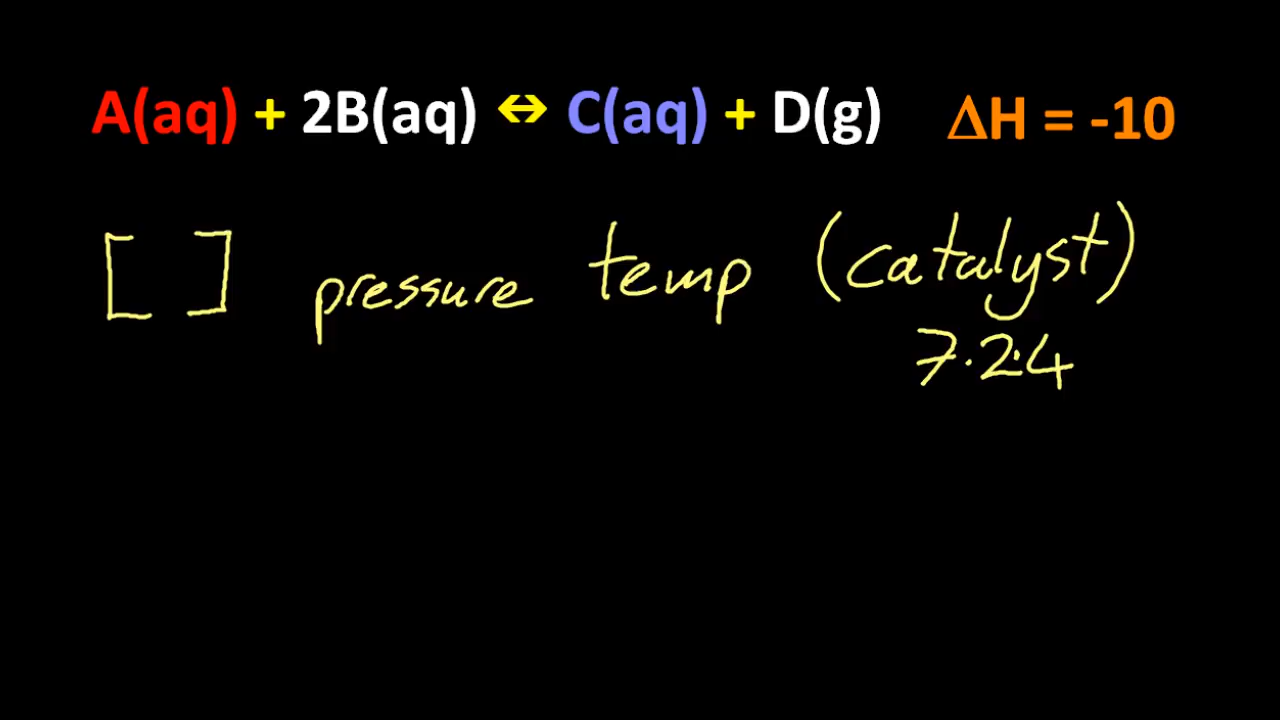 A(aq) + 2B(aq) ↔ C(aq) + D(g) ΔH = -10
[ ] pressure temp (catalyst)
7.2.4